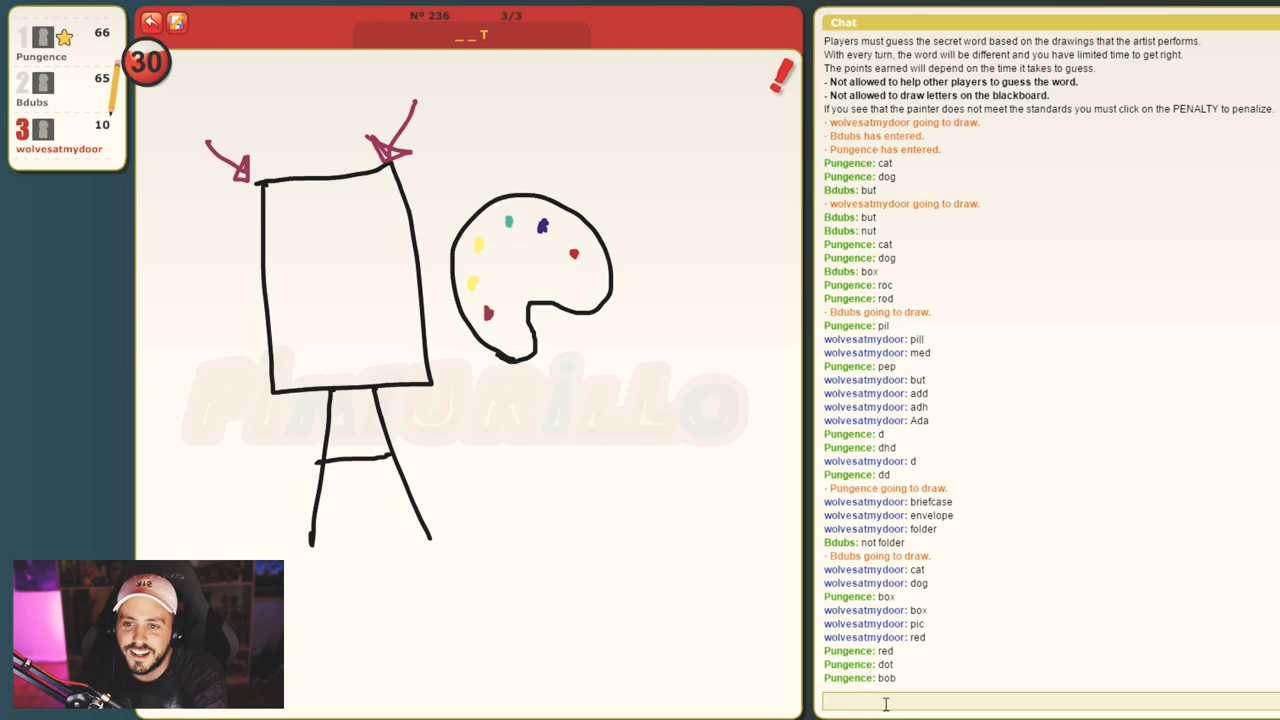 1 66
Pungence
2 65
Bdubs
3 10
wolvesatmydoor
30
Nº 236 3/3
_ _ T
PINTURILLO
Chat
Players must guess the secret word based on the drawings that the artist performs.
With every turn, the word will be different and you have limited time to get right.
The points earned will depend on the time it takes to guess.
- Not allowed to help other players to guess the word.
- Not allowed to draw letters on the blackboard.
If you see that the painter does not meet the standards you must click on the PENALTY to penalize.
· wolvesatmydoor going to draw.
· Bdubs has entered.
· Pungence has entered.
Pungence: cat
Pungence: dog
Bdubs: but
· wolvesatmydoor going to draw.
Bdubs: but
Bdubs: nut
Pungence: cat
Pungence: dog
Bdubs: box
Pungence: roc
Pungence: rod
· Bdubs going to draw.
Pungence: pil
wolvesatmydoor: pill
wolvesatmydoor: med
Pungence: pep
wolvesatmydoor: but
wolvesatmydoor: add
wolvesatmydoor: adh
wolvesatmydoor: Ada
Pungence: d
Pungence: dhd
wolvesatmydoor: d
Pungence: dd
· Pungence going to draw.
wolvesatmydoor: briefcase
wolvesatmydoor: envelope
wolvesatmydoor: folder
Bdubs: not folder
· Bdubs going to draw.
wolvesatmydoor: cat
wolvesatmydoor: dog
Pungence: box
wolvesatmydoor: box
wolvesatmydoor: pic
wolvesatmydoor: red
Pungence: red
Pungence: dot
Pungence: bob